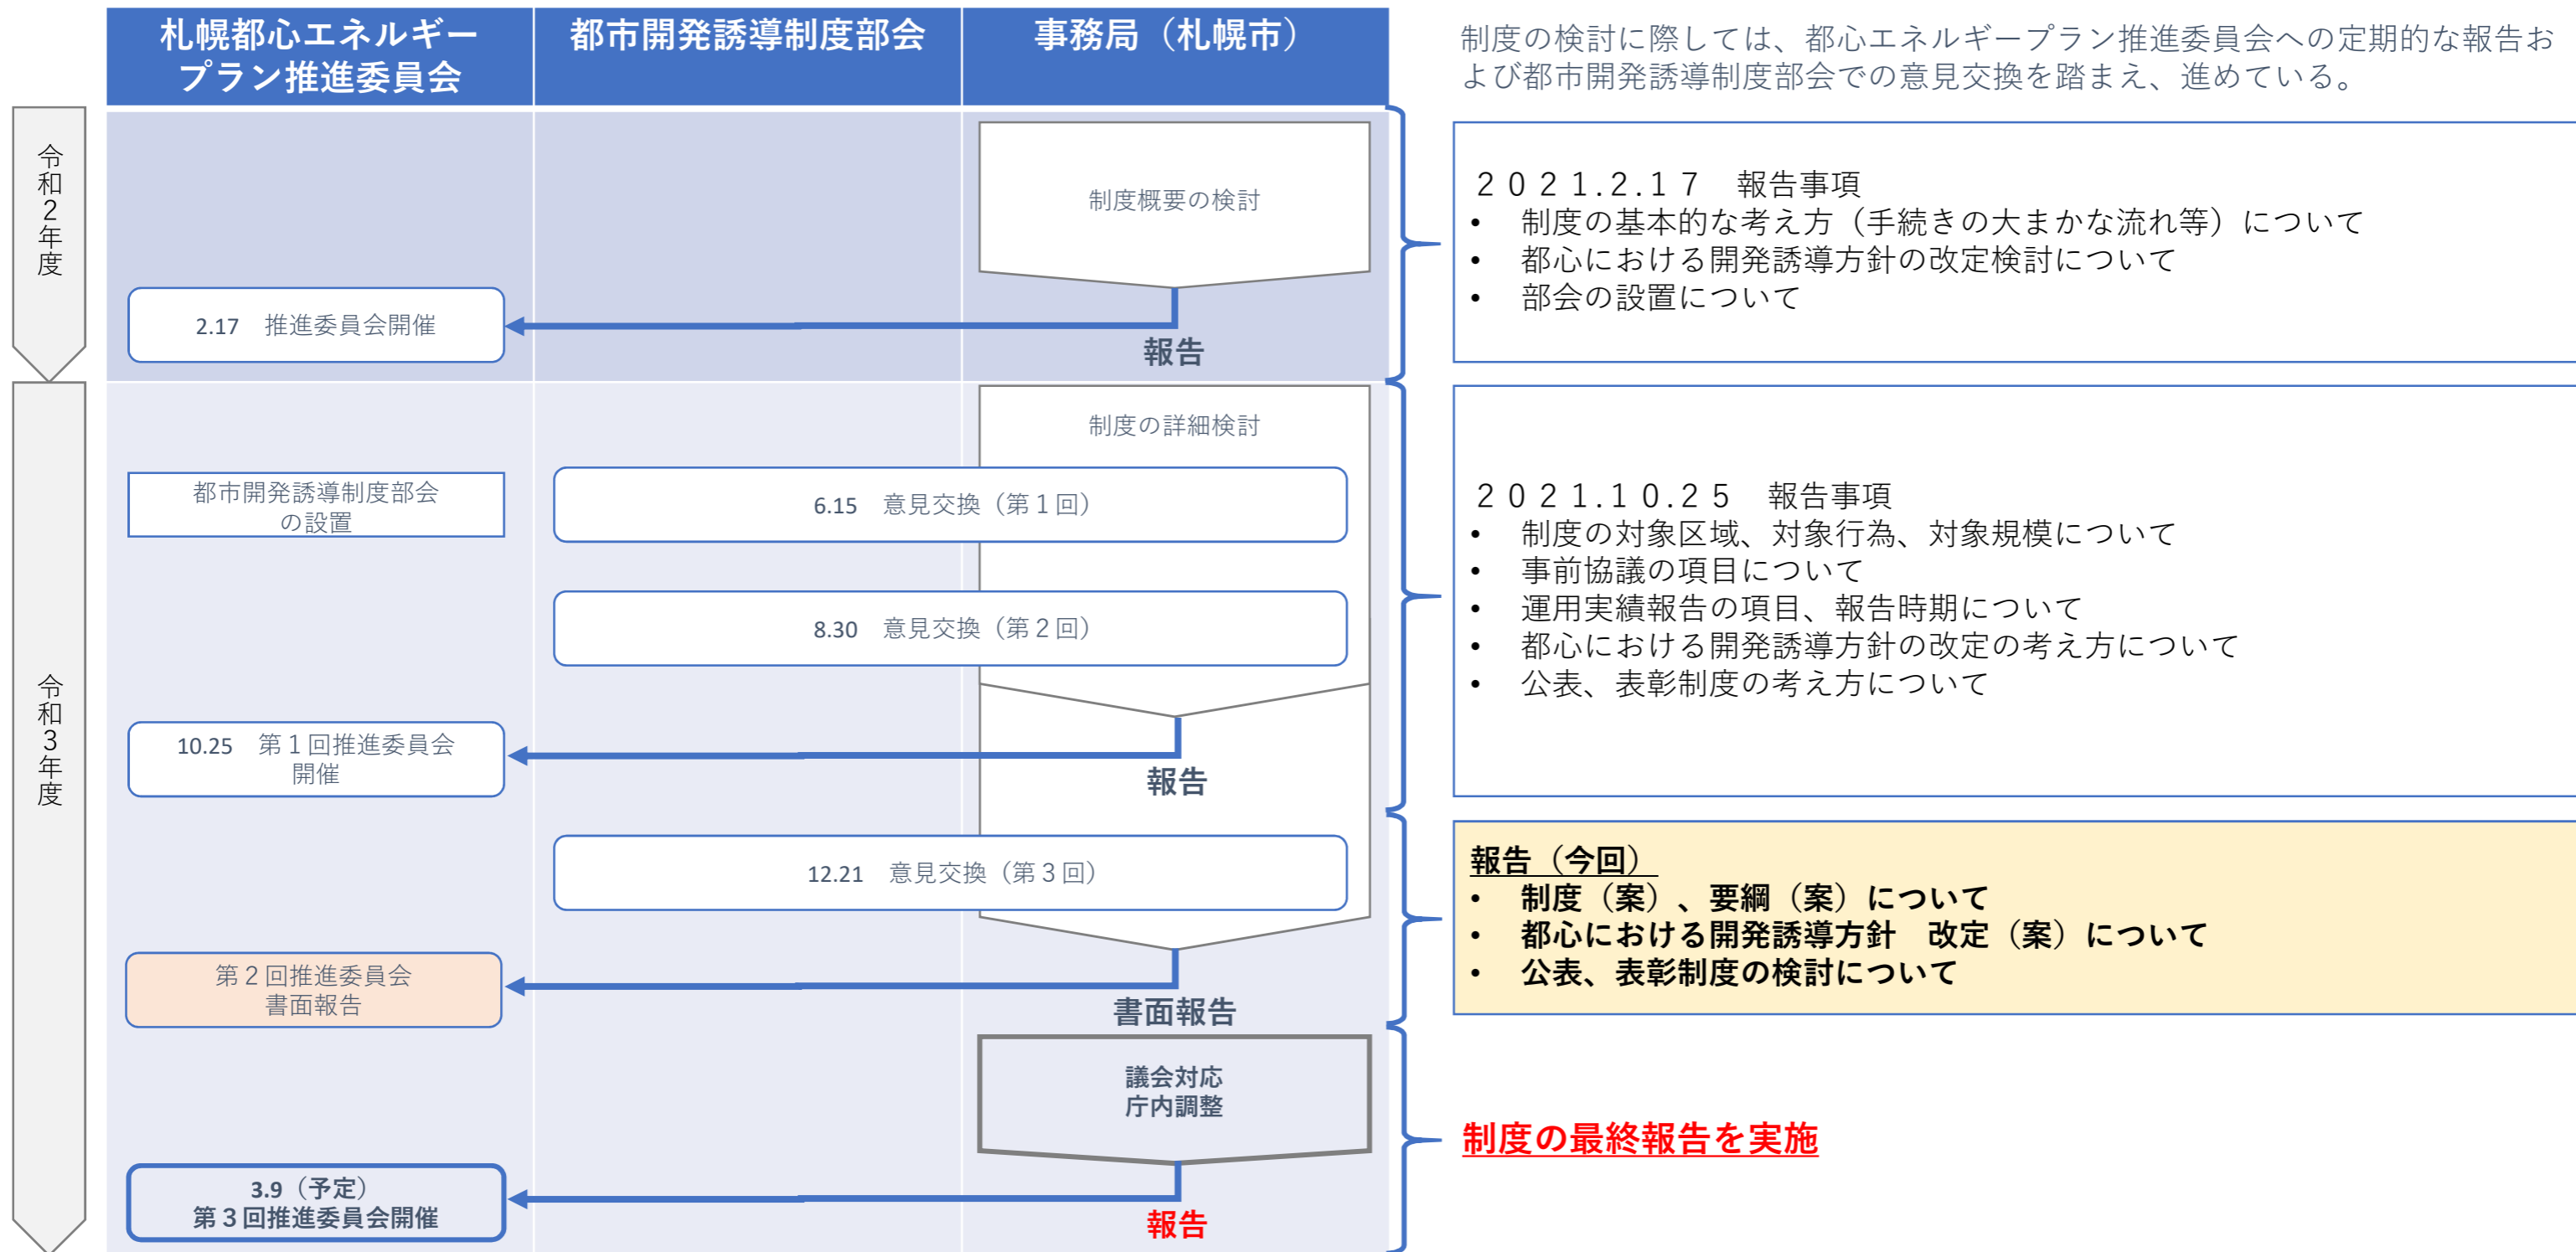 札幌都心エネルギー
プラン推進委員会
都市開発誘導制度部会
事務局（札幌市）
制度の検討に際しては、都心エネルギープラン推進委員会への定期的な報告お
よび都市開発誘導制度部会での意見交換を踏まえ、進めている。
令和２年度
制度概要の検討
2.17　推進委員会開催
報告
２０２１.２.１７　報告事項
• 制度の基本的な考え方（手続きの大まかな流れ等）について
• 都心における開発誘導方針の改定検討について
• 部会の設置について
令和３年度
制度の詳細検討
都市開発誘導制度部会
の設置
6.15　意見交換（第１回）
8.30　意見交換（第２回）
10.25　第１回推進委員会
開催
報告
２０２１.１０.２５　報告事項
• 制度の対象区域、対象行為、対象規模について
• 事前協議の項目について
• 運用実績報告の項目、報告時期について
• 都心における開発誘導方針の改定の考え方について
• 公表、表彰制度の考え方について
12.21　意見交換（第３回）
第２回推進委員会
書面報告
書面報告
報告（今回）
• 制度（案）、要綱（案）について
• 都心における開発誘導方針　改定（案）について
• 公表、表彰制度の検討について
議会対応
庁内調整
3.9（予定）
第３回推進委員会開催
報告
制度の最終報告を実施